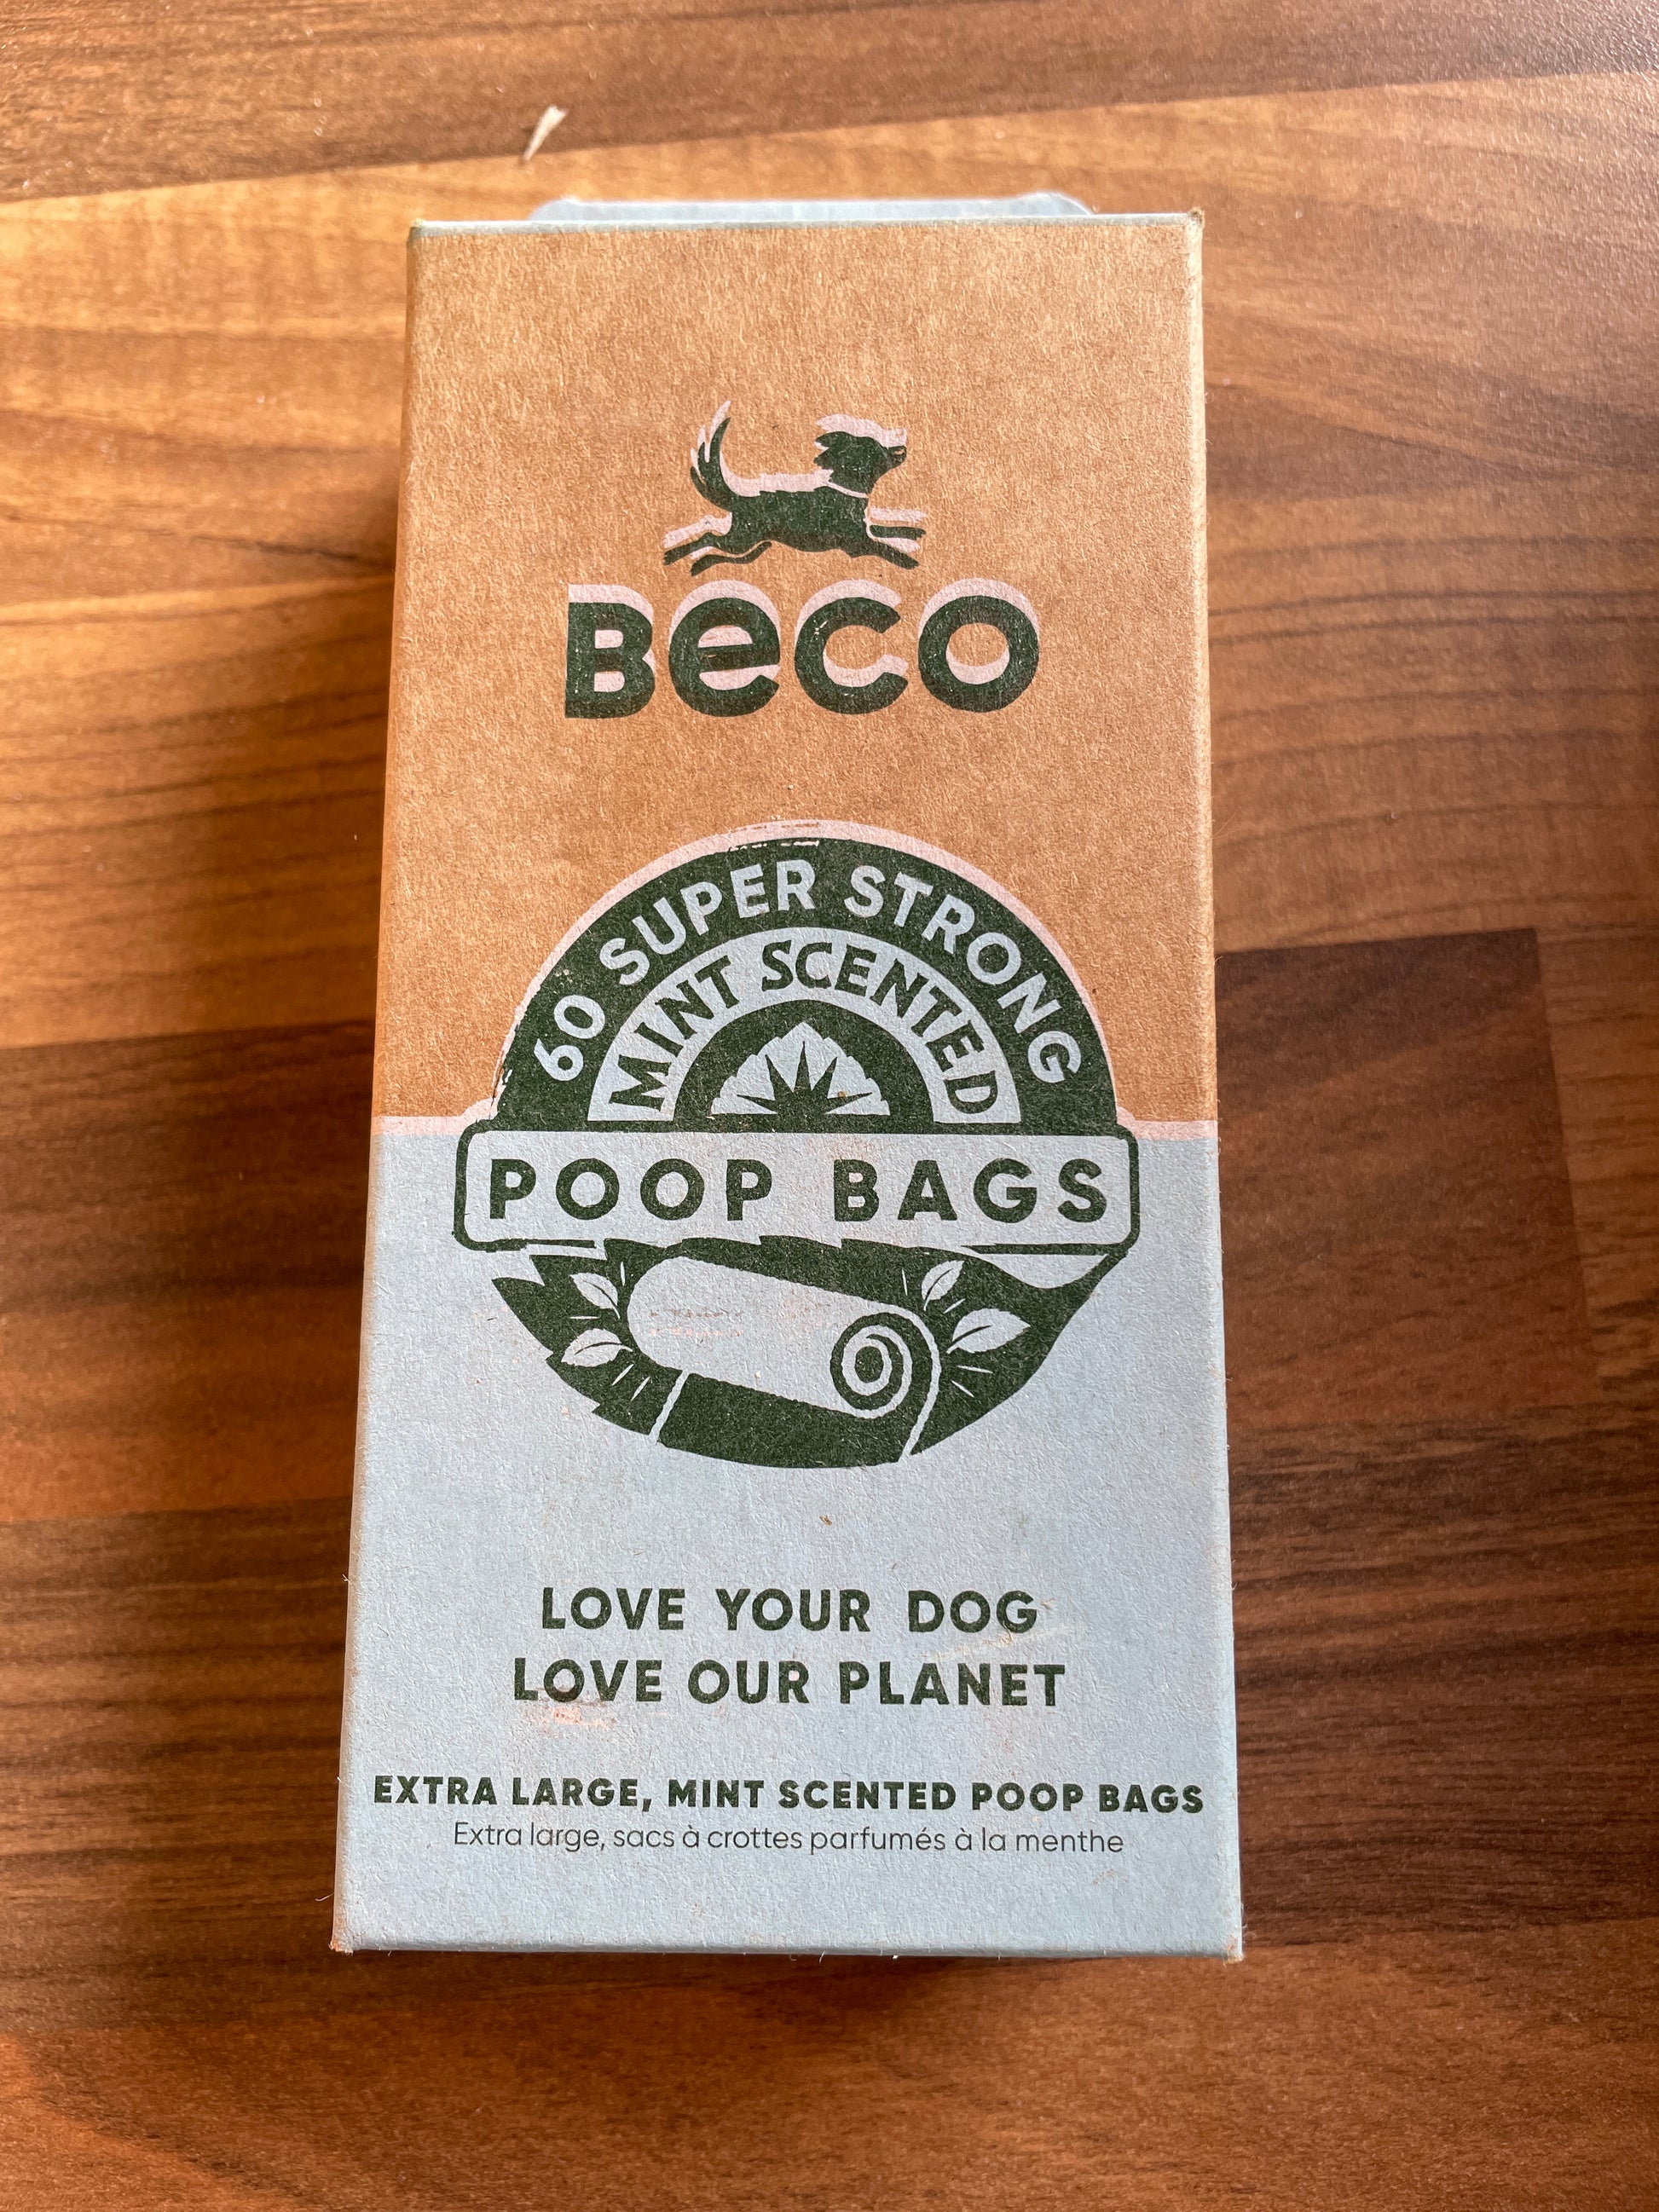 Beco
60 SUPER STRONG
MINT SCENTED
POOP BAGS
LOVE YOUR DOG
LOVE OUR PLANET
EXTRA LARGE, MINT SCENTED POOP BAGS
Extra large, sacs à crottes parfumés à la menthe